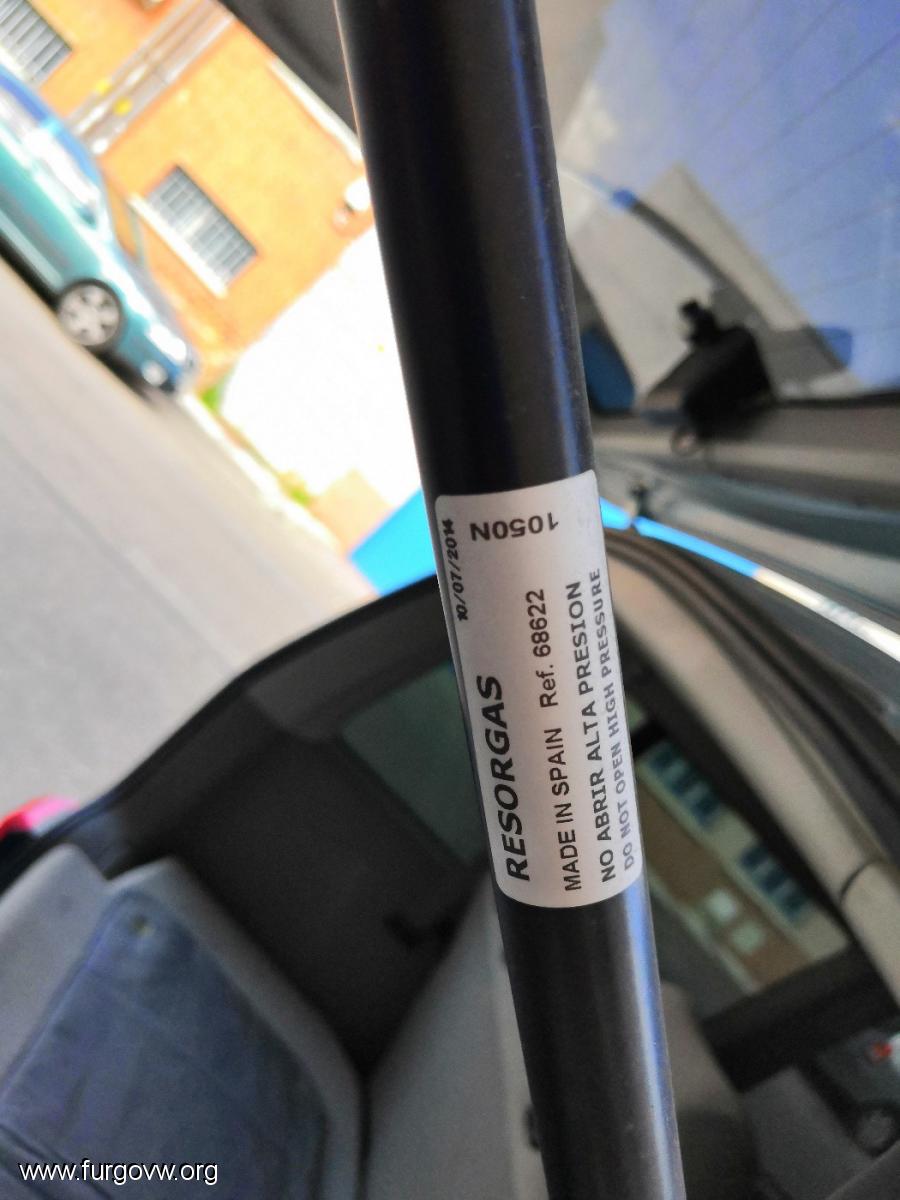 RESORGAS
10/07/2014
1050N
MADE IN SPAIN Ref. 68622
NO ABRIR ALTA PRESION
DO NOT OPEN HIGH PRESSURE
www.furgovw.org